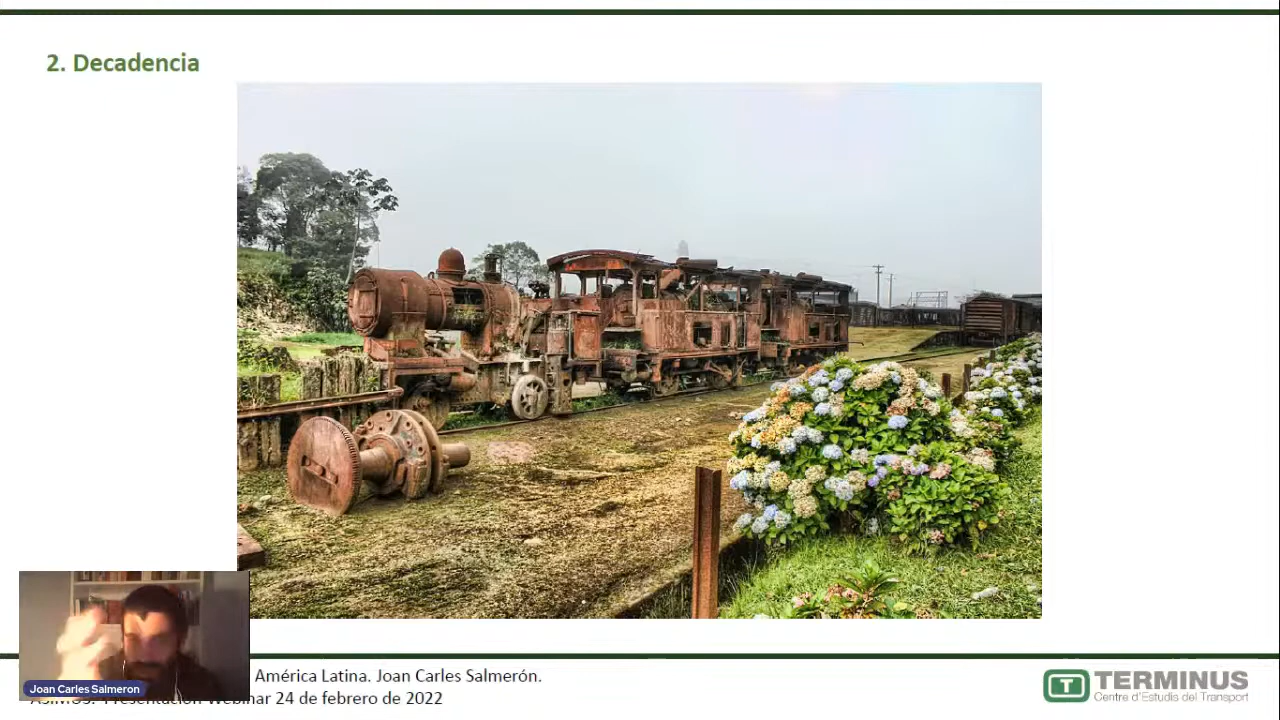 2. Decadencia
América Latina. Joan Carles Salmerón.
Joan Carles Salmeron
Presentación Webinar 24 de febrero de 2022
TERMINUS
Centre d'Estudis del Transport